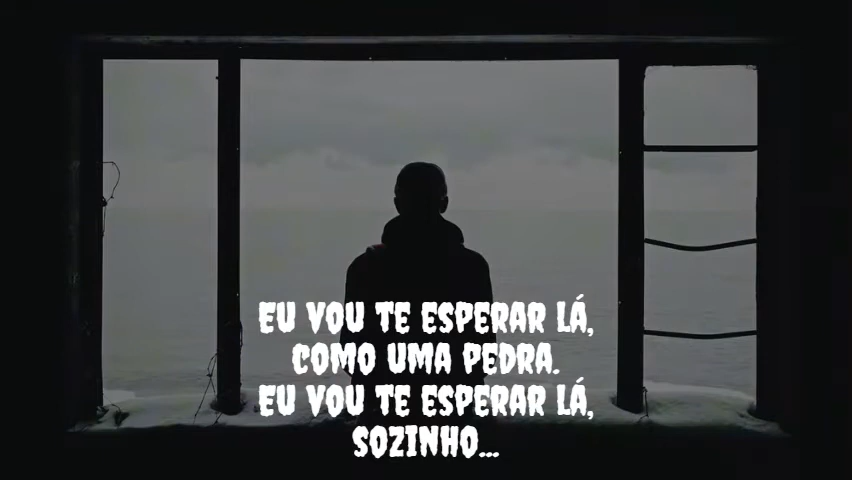 EU VOU TE ESPERAR LÁ,
COMO UMA PEDRA.
EU VOU TE ESPERAR LÁ,
SOZINHO...